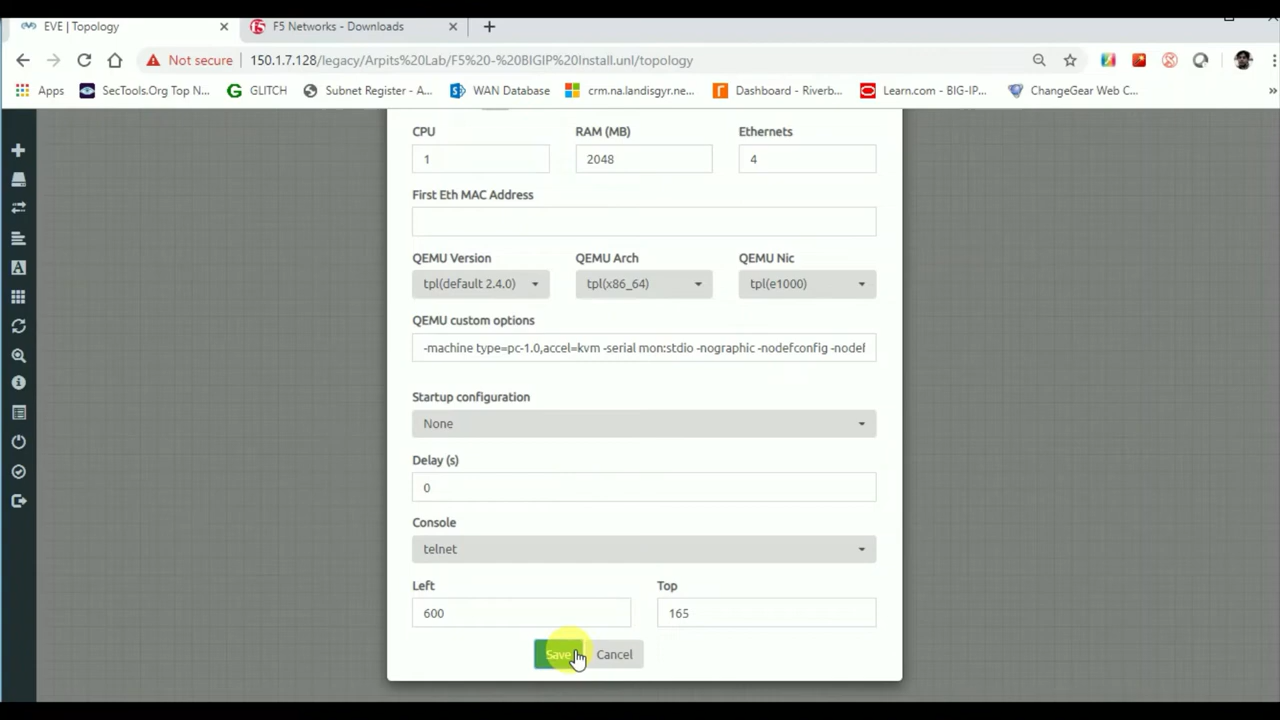 EVE | Topology
F5 Networks - Downloads
Not secure
150.1.7.128/legacy/Arpits%20Lab/F5%20-%20BIGIP%20Install.unl/topology
Apps
SecTools.Org Top N...
GLITCH
Subnet Register - A...
WAN Database
crm.na.landisgyr.ne...
Dashboard - Riverb...
Learn.com - BIG-IP...
ChangeGear Web C...
»
CPU
RAM (MB)
Ethernets
1
2048
4
First Eth MAC Address
QEMU Version
QEMU Arch
QEMU Nic
tpl(default 2.4.0)
tpl(x86_64)
tpl(e1000)
QEMU custom options
-machine type=pc-1.0,accel=kvm -serial mon:stdio -nographic -nodefconfig -nodef
Startup configuration
None
Delay (s)
0
Console
telnet
Left
Top
600
165
Save
Cancel